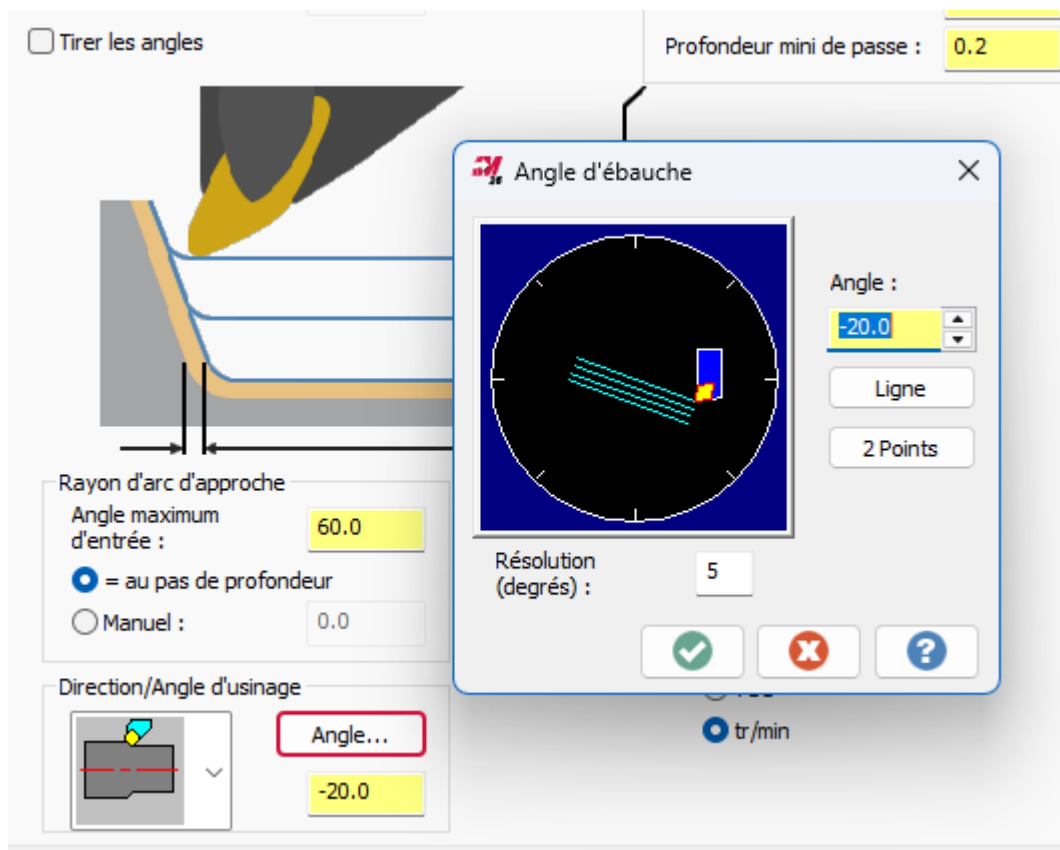 Tirer les angles
Profondeur mini de passe :
0.2
Angle d'ébauche
Angle :
-20.0
Ligne
2 Points
Résolution
(degrés) :
5
Rayon d'arc d'approche
Angle maximum
d'entrée :
60.0
= au pas de profondeur
Manuel :
0.0
Direction/Angle d'usinage
Angle...
-20.0
tr/min